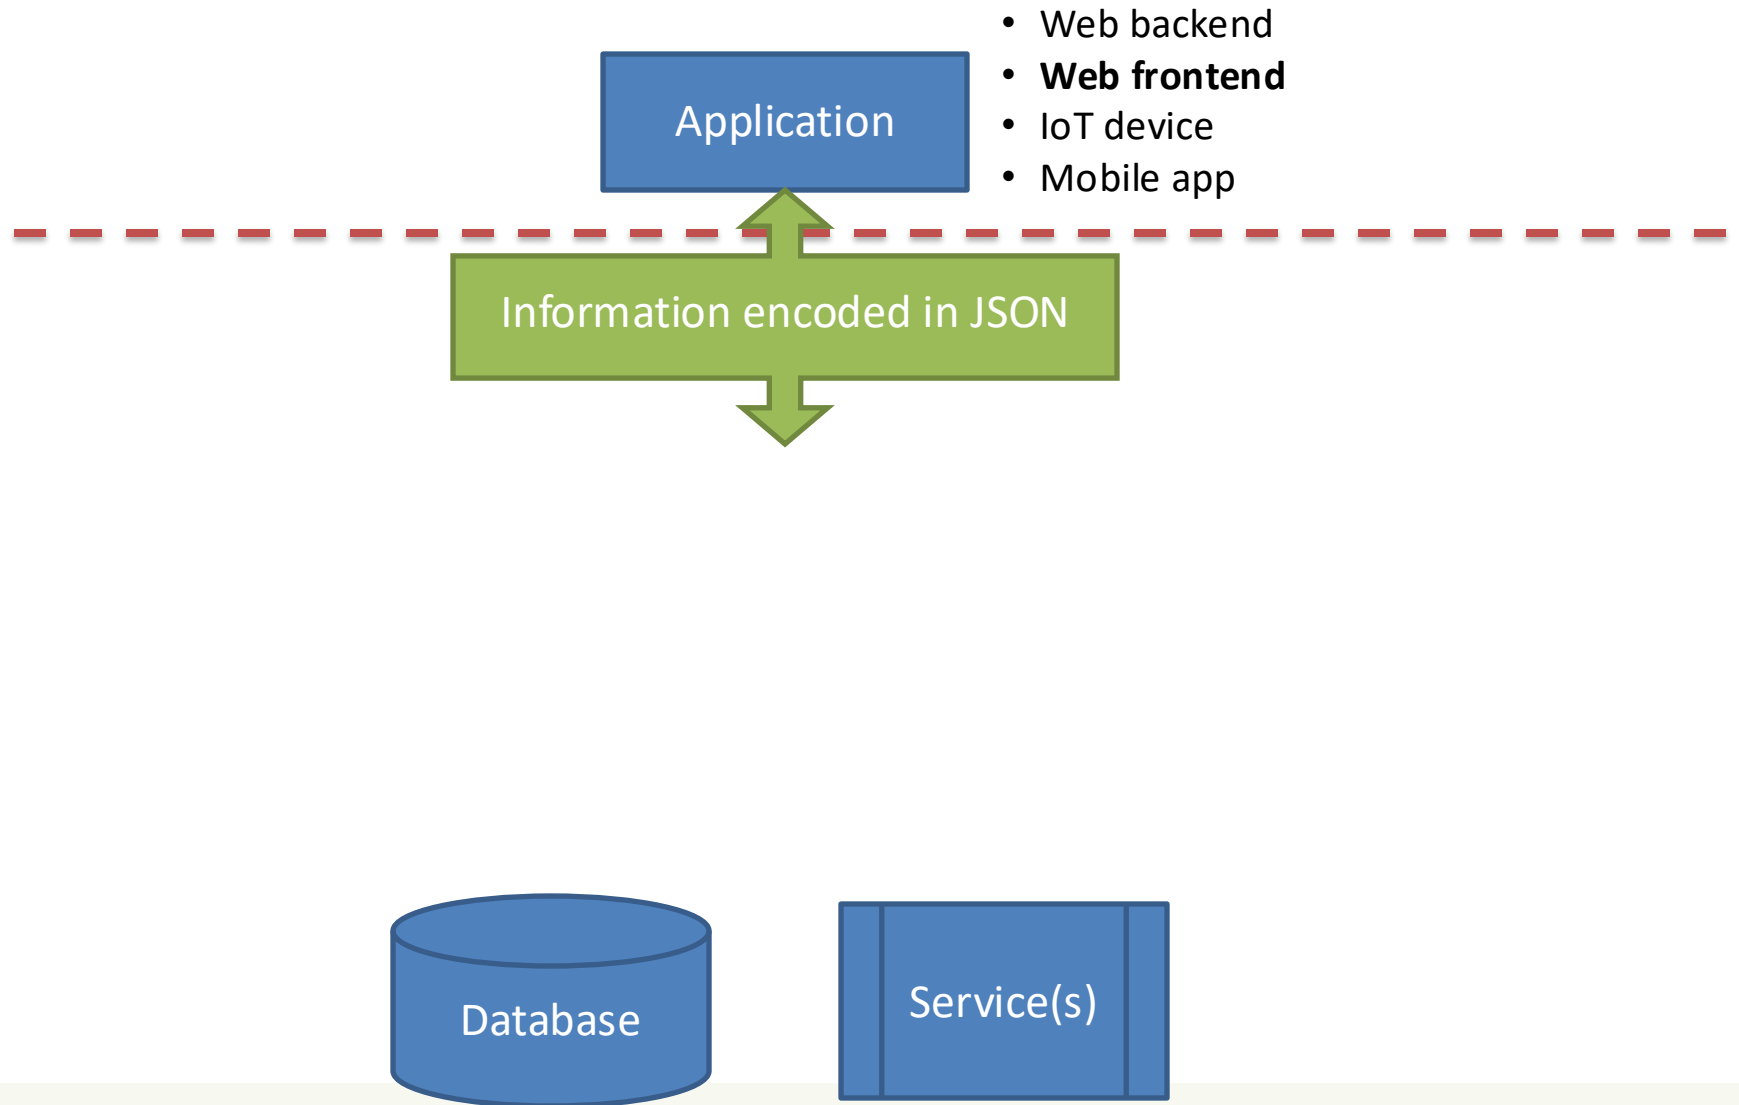 • Web backend
• Web frontend
• IoT device
• Mobile app
Application
Information encoded in JSON
Database
Service(s)